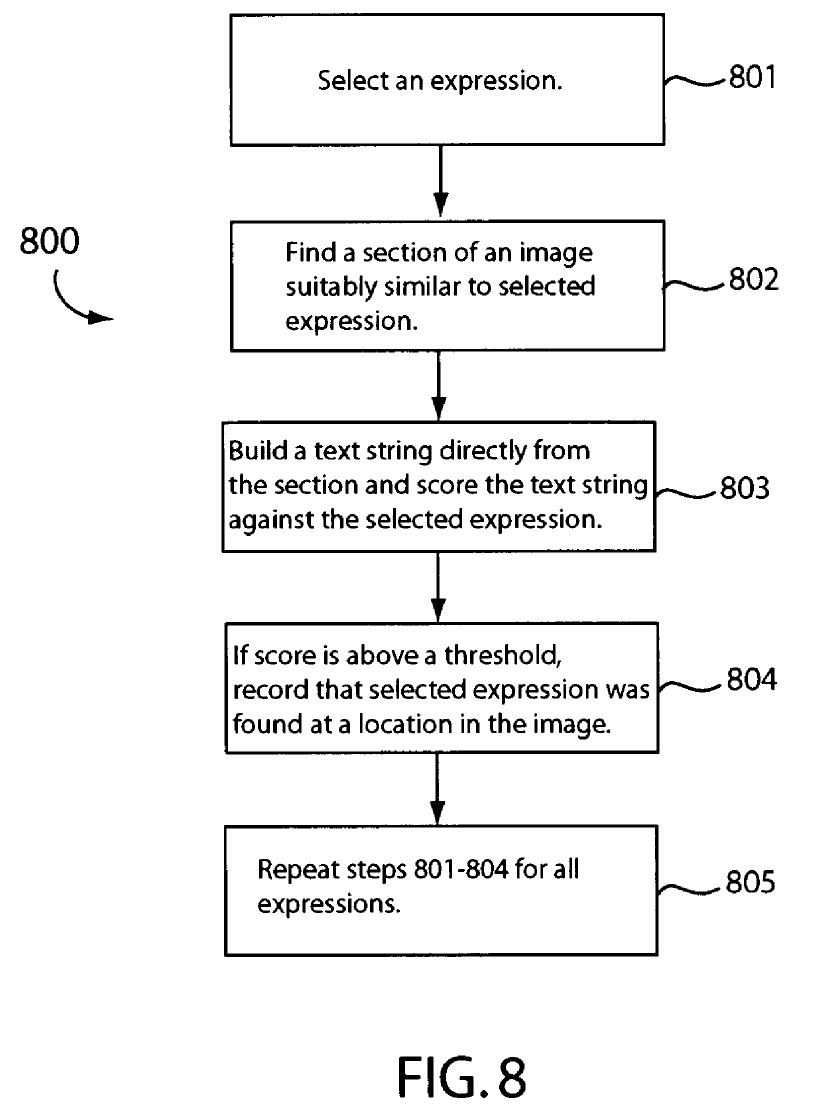 Select an expression.
801
800
Find a section of an image
suitably similar to selected
expression.
802
Build a text string directly from
the section and score the text string
against the selected expression.
803
If score is above a threshold,
record that selected expression was
found at a location in the image.
804
Repeat steps 801-804 for all
expressions.
805
FIG. 8